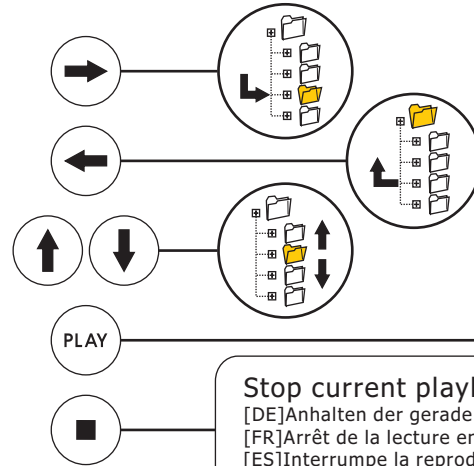 PLAY
Stop current playb
[DE]Anhalten der gerade
[FR]Arrêt de la lecture en
[ES]Interrumpe la reprod